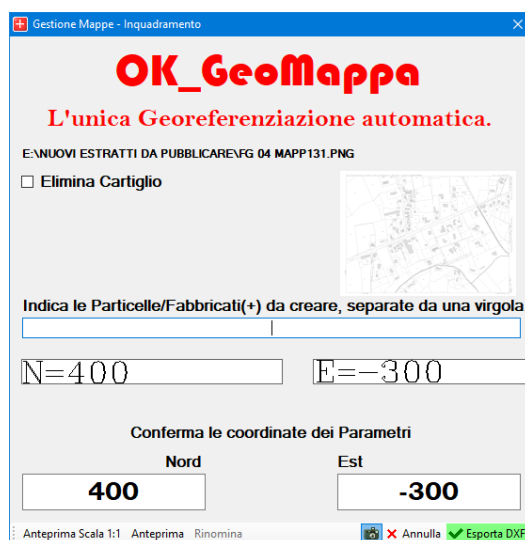 Gestione Mappe - Inquadramento
OK_GeoMappa
L'unica Georeferenziazione automatica.
E:\NUOVI ESTRATTI DA PUBBLICARE\FG 04 MAPP131.PNG
Elimina Cartiglio
Indica le Particelle/Fabbricati(+) da creare, separate da una virgola
N=400 E=-300
Conferma le coordinate dei Parametri
Nord Est
400 -300
Anteprima Scala 1:1 Anteprima Rinomina Annulla Esporta DXF